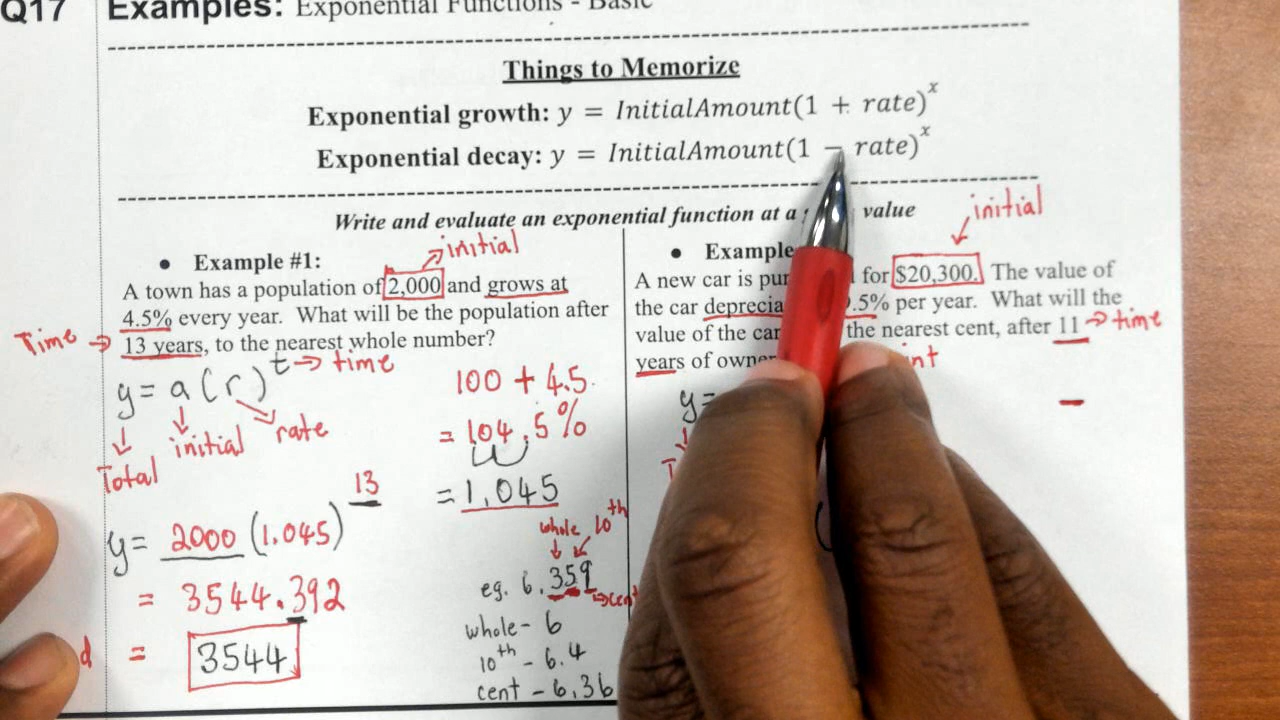 Q17 Examples: Exponential Functions - Basic
Things to Memorize
Exponential growth: y = InitialAmount(1 + rate)^x
Exponential decay: y = InitialAmount(1 − rate)^x
Write and evaluate an exponential function at a value
initial
initial
• Example #1:
A town has a population of 2,000 and grows at
4.5% every year. What will be the population after
Time → 13 years, to the nearest whole number?
y = a(r)^t → time
Total
initial
rate
100 + 4.5
= 104.5%
= 1.045
y = 2000 (1.045)^13
= 3544.392
= 3544
whole 10th
eg. 6.359 → cent
whole - 6
10th - 6.4
cent - 6.36
• Example
A new car is for $20,300. The value of
the car .5% per year. What will the
value of the car the nearest cent, after 11 → time
years of
y=
−